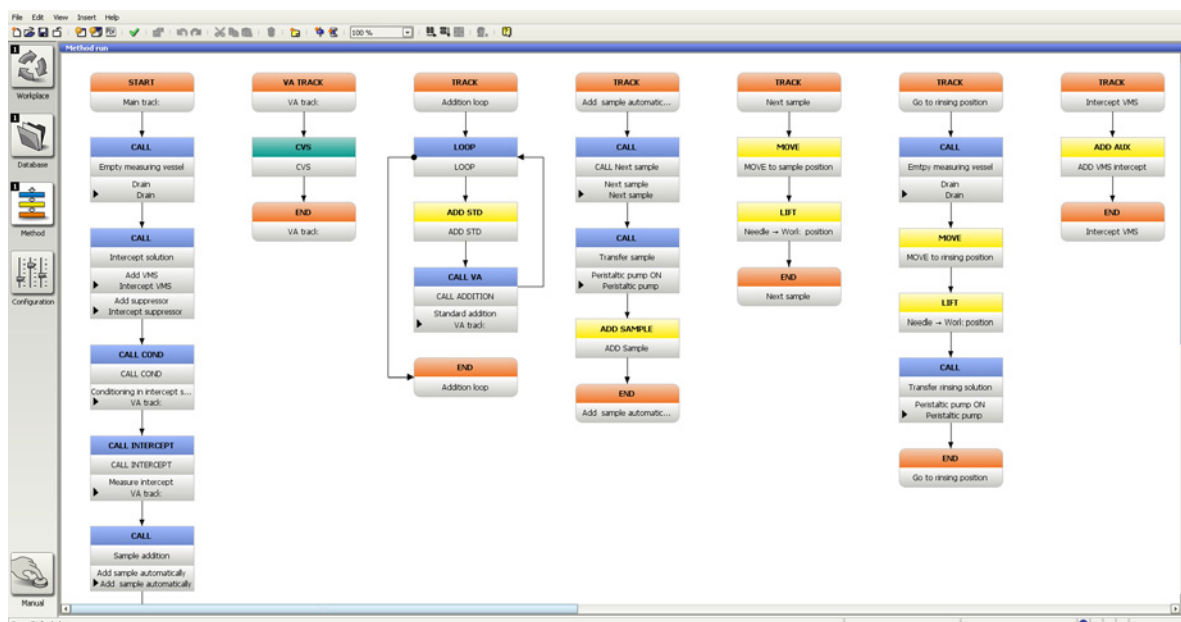 File Edit View Insert Help
100 %
Method run
Workplace
Database
Method
Configuration
Manual
START
Main track:
CALL
Empty measuring vessel
Drain
Drain
CALL
Intercept solution
Add VMS
Intercept VMS
Add suppressor
Intercept suppressor
CALL COND
CALL COND
Conditioning in intercept s...
VA track:
CALL INTERCEPT
CALL INTERCEPT
Measure intercept
VA track:
CALL
Sample addition
Add sample automatically
Add sample automatically
VA TRACK
VA track:
CVS
CVS
END
VA track:
TRACK
Addition loop
LOOP
LOOP
ADD STD
ADD STD
CALL VA
CALL ADDITION
Standard addition
VA track:
END
Addition loop
TRACK
Add sample automatic...
CALL
CALL Next sample
Next sample
Next sample
CALL
Transfer sample
Peristaltic pump ON
Peristaltic pump
ADD SAMPLE
ADD Sample
END
Add sample automatic...
TRACK
Next sample
MOVE
MOVE to sample position
LIFT
Needle → Work: position
END
Next sample
TRACK
Go to rinsing position
CALL
Emtpy measuring vessel
Drain
Drain
MOVE
MOVE to rinsing position
LIFT
Needle → Work: position
CALL
Transfer rinsing solution
Peristaltic pump ON
Peristaltic pump
END
Go to rinsing position
TRACK
Intercept VMS
ADD AUX
ADD VMS intercept
END
Intercept VMS